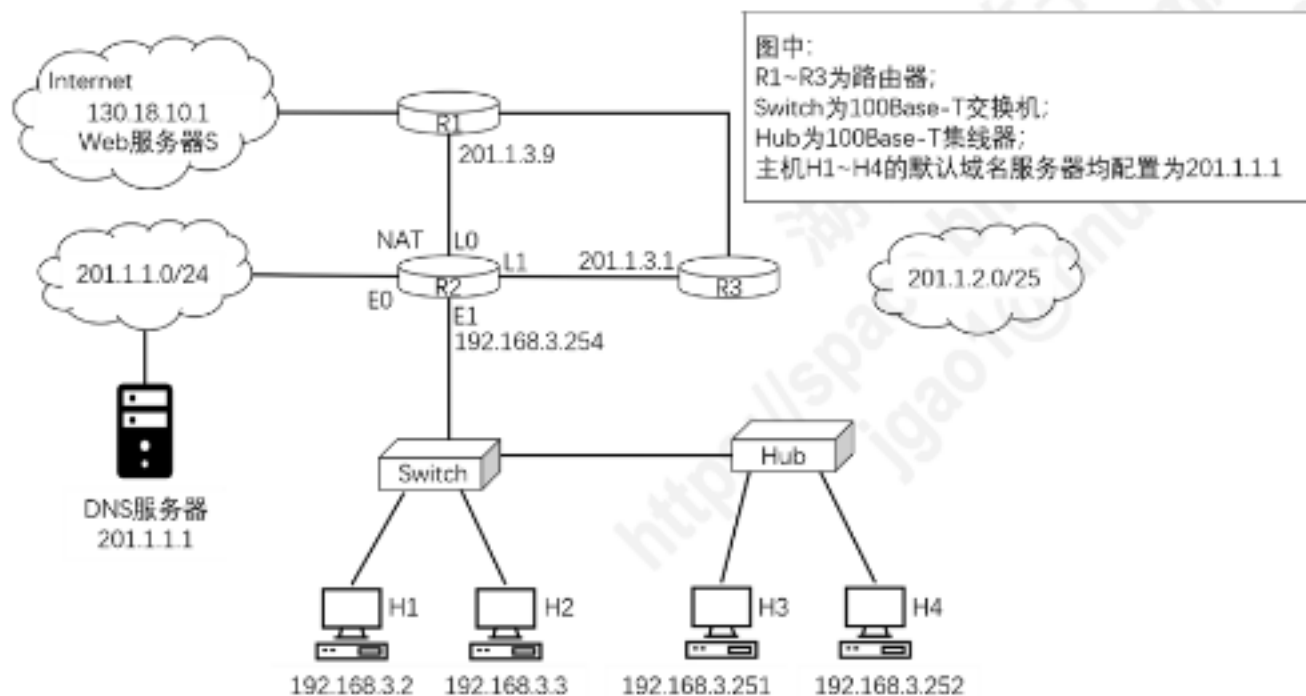 Internet
130.18.10.1
Web服务器S
R1
201.1.3.9
图中:
R1~R3为路由器;
Switch为100Base-T交换机;
Hub为100Base-T集线器;
主机H1~H4的默认域名服务器均配置为201.1.1.1
201.1.1.0/24
NAT
L0
L1
R2
E0
E1
192.168.3.254
201.1.3.1
R3
201.1.2.0/25
DNS服务器
201.1.1.1
Switch
Hub
H1
H2
H3
H4
192.168.3.2
192.168.3.3
192.168.3.251
192.168.3.252